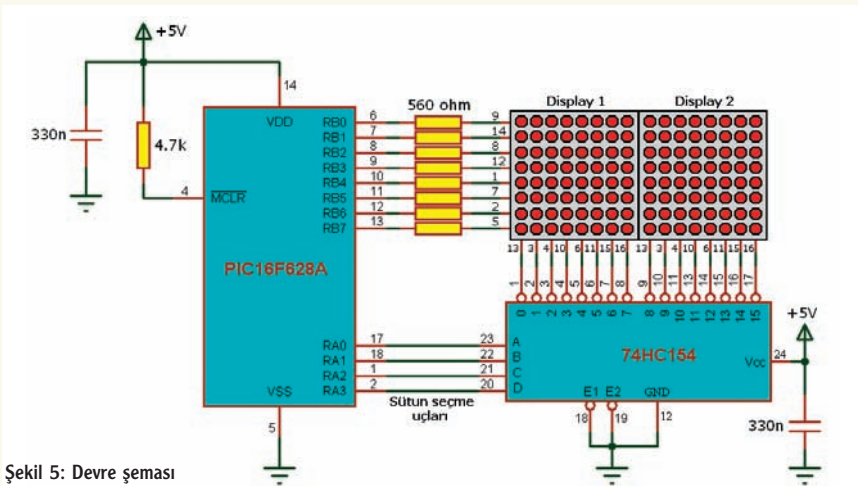 +5V
14
VDD
330n
4.7k
4
MCLR
PIC16F628A
VSS
5
RB0 6
RB1 7
RB2 8
RB3 9
RB4 10
RB5 11
RB6 12
RB7 13
560 ohm
9
14
8
12
1
7
2
5
Display 1 Display 2
13 3 4 10 6 11 15 16 13 3 4 10 6 11 15 16
1 2 3 4 5 6 7 8 9 10 11 13 14 15 16 17
0 1 2 3 4 5 6 7 8 9 10 11 12 13 14 15
RA0 17 23 A
RA1 18 22 B
RA2 1 21 C
RA3 2 20 D
Sütun seçme
uçları
74HC154
Vcc 24
+5V
E1 E2 GND
18 19 12
330n
Şekil 5: Devre şeması